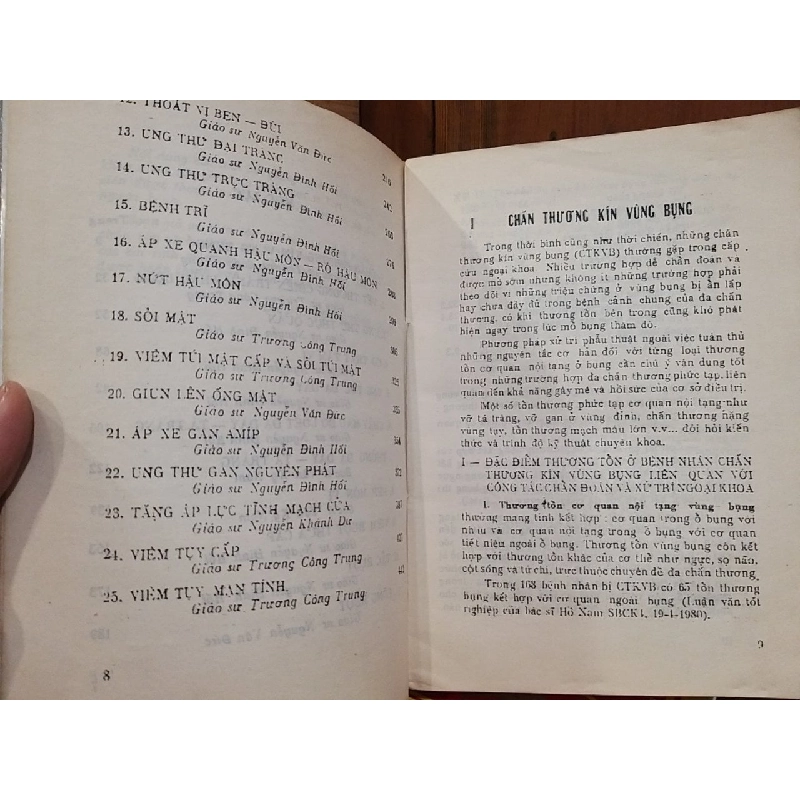 12. THOÁT VỊ BẸN — ĐÙI
Giáo sư Nguyễn Văn Đức
13. UNG THƯ ĐẠI TRÀNG
Giáo sư Nguyễn Đình Hối
14. UNG THƯ TRỰC TRÀNG
Giáo sư Nguyễn Đình Hối
15. BỆNH TRĨ
Giáo sư Nguyễn Đình Hối
16. ÁP XE QUANH HẬU MÔN — RÒ HẬU MÔN
Giáo sư Nguyễn Đình Hối
17. NỨT HẬU MÔN
Giáo sư Nguyễn Đình Hối
18. SỎI MẬT
Giáo sư Trương Công Trung
19. VIÊM TÚI MẬT CẤP VÀ SỎI TÚI MẬT
Giáo sư Trương Công Trung
20. GIUN LÊN ỐNG MẬT
Giáo sư Nguyễn Văn Đức
21. ÁP XE GAN AMÍP
Giáo sư Nguyễn Đình Hối
22. UNG THƯ GAN NGUYÊN PHÁT
Giáo sư Nguyễn Đình Hối
23. TĂNG ÁP LỰC TĨNH MẠCH CỬA
Giáo sư Nguyễn Khánh Dư
24. VIÊM TỤY CẤP
Giáo sư Trương Công Trung
25. VIÊM TỤY MẠN TÍNH
Giáo sư Trương Công Trung
8
I CHẤN THƯƠNG KÍN VÙNG BỤNG
Trong thời bình cũng như thời chiến, những chấn
thương kín vùng bụng (CTKVB) thường gặp trong cấp
cứu ngoại khoa. Nhiều trường hợp dễ chẩn đoán và
được mổ sớm nhưng không ít những trường hợp phải
theo dõi vì những triệu chứng ở vùng bụng bị ẩn lấp
hay chưa đầy đủ trong bệnh cảnh chung của đa chấn
thương, có khi thương tổn bên trong cũng khó phát
hiện ngay trong lúc mổ bụng thăm dò.
Phương pháp xử trí phẫu thuật ngoài việc tuân thủ
những nguyên tắc cơ bản đối với từng loại thương
tổn cơ quan nội tạng ở bụng cần chú ý vận dụng tốt
trong những trường hợp đa chấn thương phức tạp, liên
quan đến khả năng gây mê và hồi sức của cơ sở điều trị.
Một số tổn thương phức tạp cơ quan nội tạng như
vỡ tá tràng, vỡ gan ở vùng đỉnh, chấn thương nặng
vùng tụy, tổn thương mạch máu lớn v.v... đòi hỏi kiến
thức và trình độ kỹ thuật chuyên khoa.
I — ĐẶC ĐIỂM THƯƠNG TỔN Ở BỆNH NHÂN CHẤN
THƯƠNG KÍN VÙNG BỤNG LIÊN QUAN VỚI
CÔNG TÁC CHẨN ĐOÁN VÀ XỬ TRÍ NGOẠI KHOA
1. Thương tổn cơ quan nội tạng vùng bụng
thường mang tính kết hợp: cơ quan trong ổ bụng với
nhau và cơ quan nội tạng trong ổ bụng với cơ quan
tiết niệu ngoài ổ bụng. Thương tổn vùng bụng còn kết
hợp với thương tổn khác của cơ thể như ngực, sọ não,
cột sống và tứ chi, trực thuộc chuyên đề đa chấn thương.
Trong 108 bệnh nhân bị CTKVB có 65 tổn thương
bụng kết hợp với cơ quan ngoài bụng (Luận văn tốt
nghiệp của bác sĩ Hồ Nam SBCK1, 19-1-1980).
9